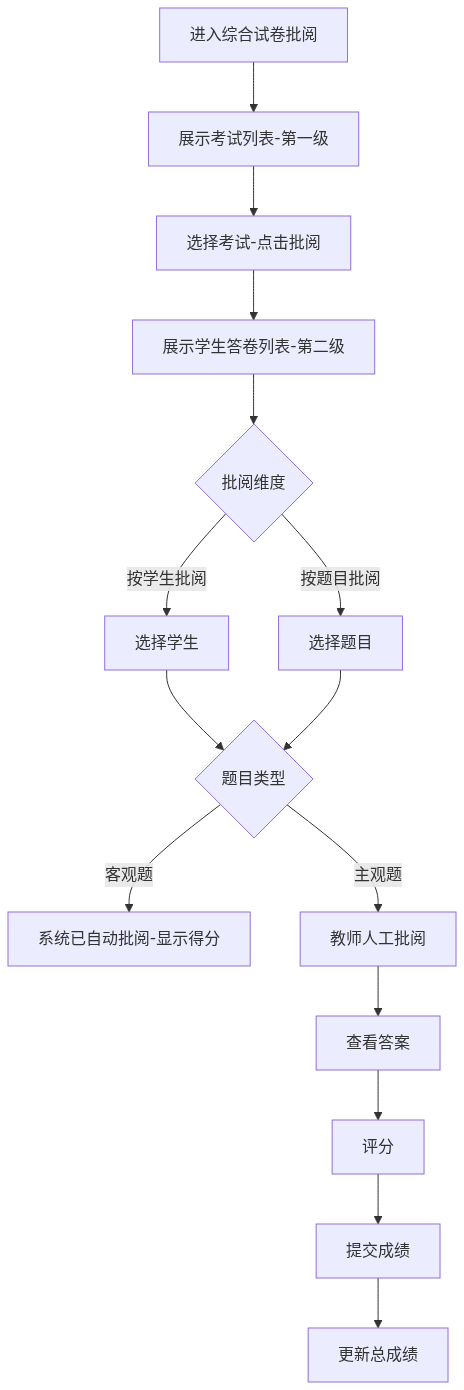 进入综合试卷批阅
展示考试列表-第一级
选择考试-点击批阅
展示学生答卷列表-第二级
批阅维度
按学生批阅
按题目批阅
选择学生
选择题目
题目类型
客观题
主观题
系统已自动批阅-显示得分
教师人工批阅
查看答案
评分
提交成绩
更新总成绩